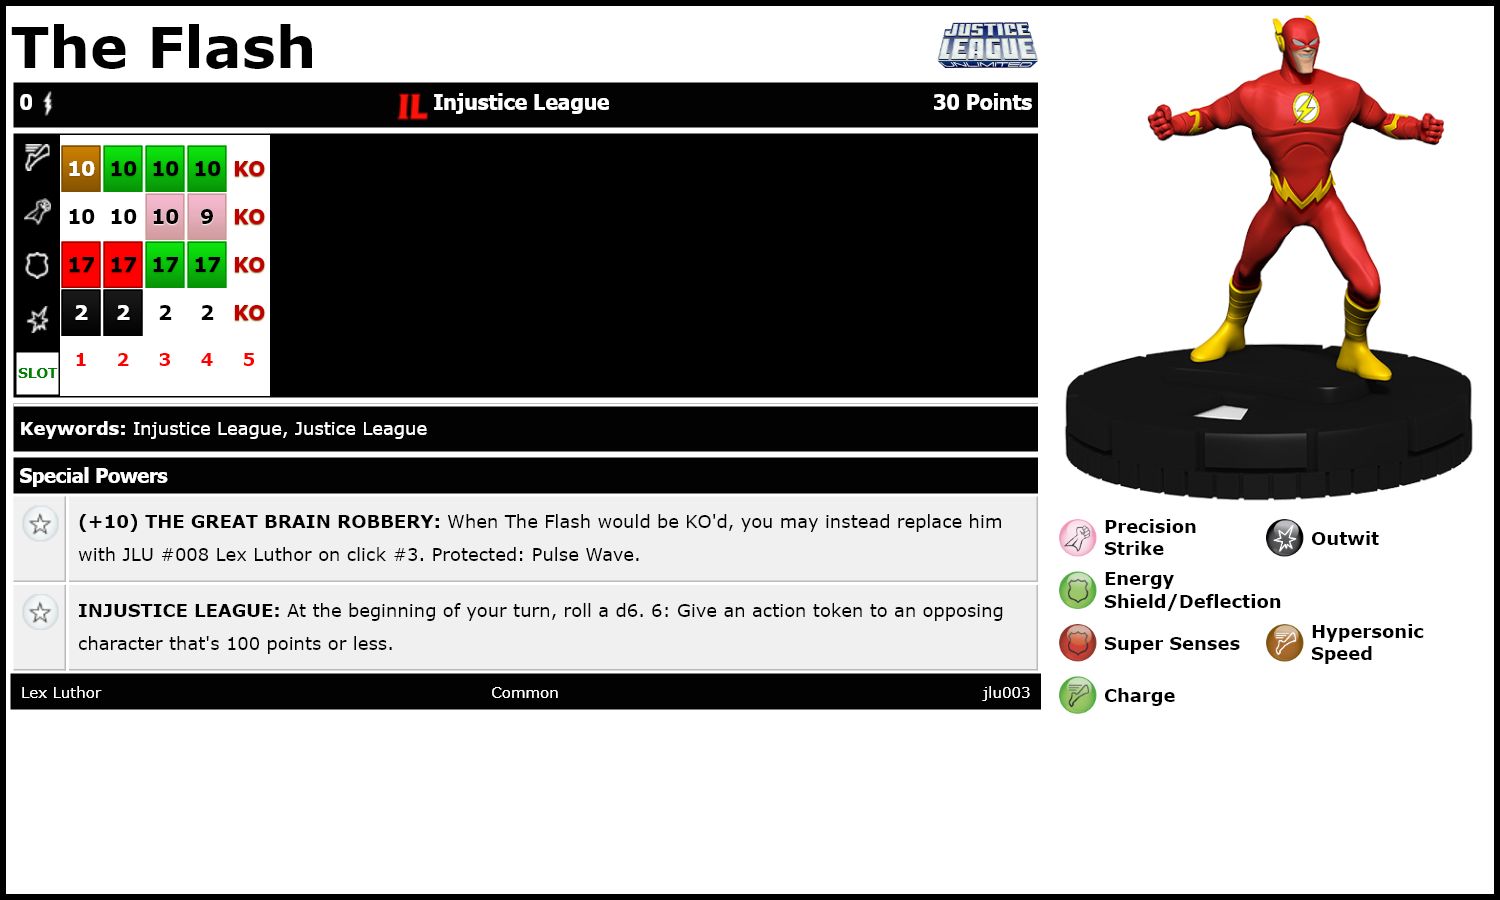 The Flash
JUSTICE
LEAGUE
UNLIMITED
0 IL Injustice League 30 Points
10 10 10 10 KO
10 10 10 9 KO
17 17 17 17 KO
2 2 2 2 KO
SLOT 1 2 3 4 5
Keywords: Injustice League, Justice League
Special Powers
(+10) THE GREAT BRAIN ROBBERY: When The Flash would be KO'd, you may instead replace him
with JLU #008 Lex Luthor on click #3. Protected: Pulse Wave.
INJUSTICE LEAGUE: At the beginning of your turn, roll a d6. 6: Give an action token to an opposing
character that's 100 points or less.
Lex Luthor Common jlu003
Precision
Strike
Outwit
Energy
Shield/Deflection
Super Senses
Hypersonic
Speed
Charge